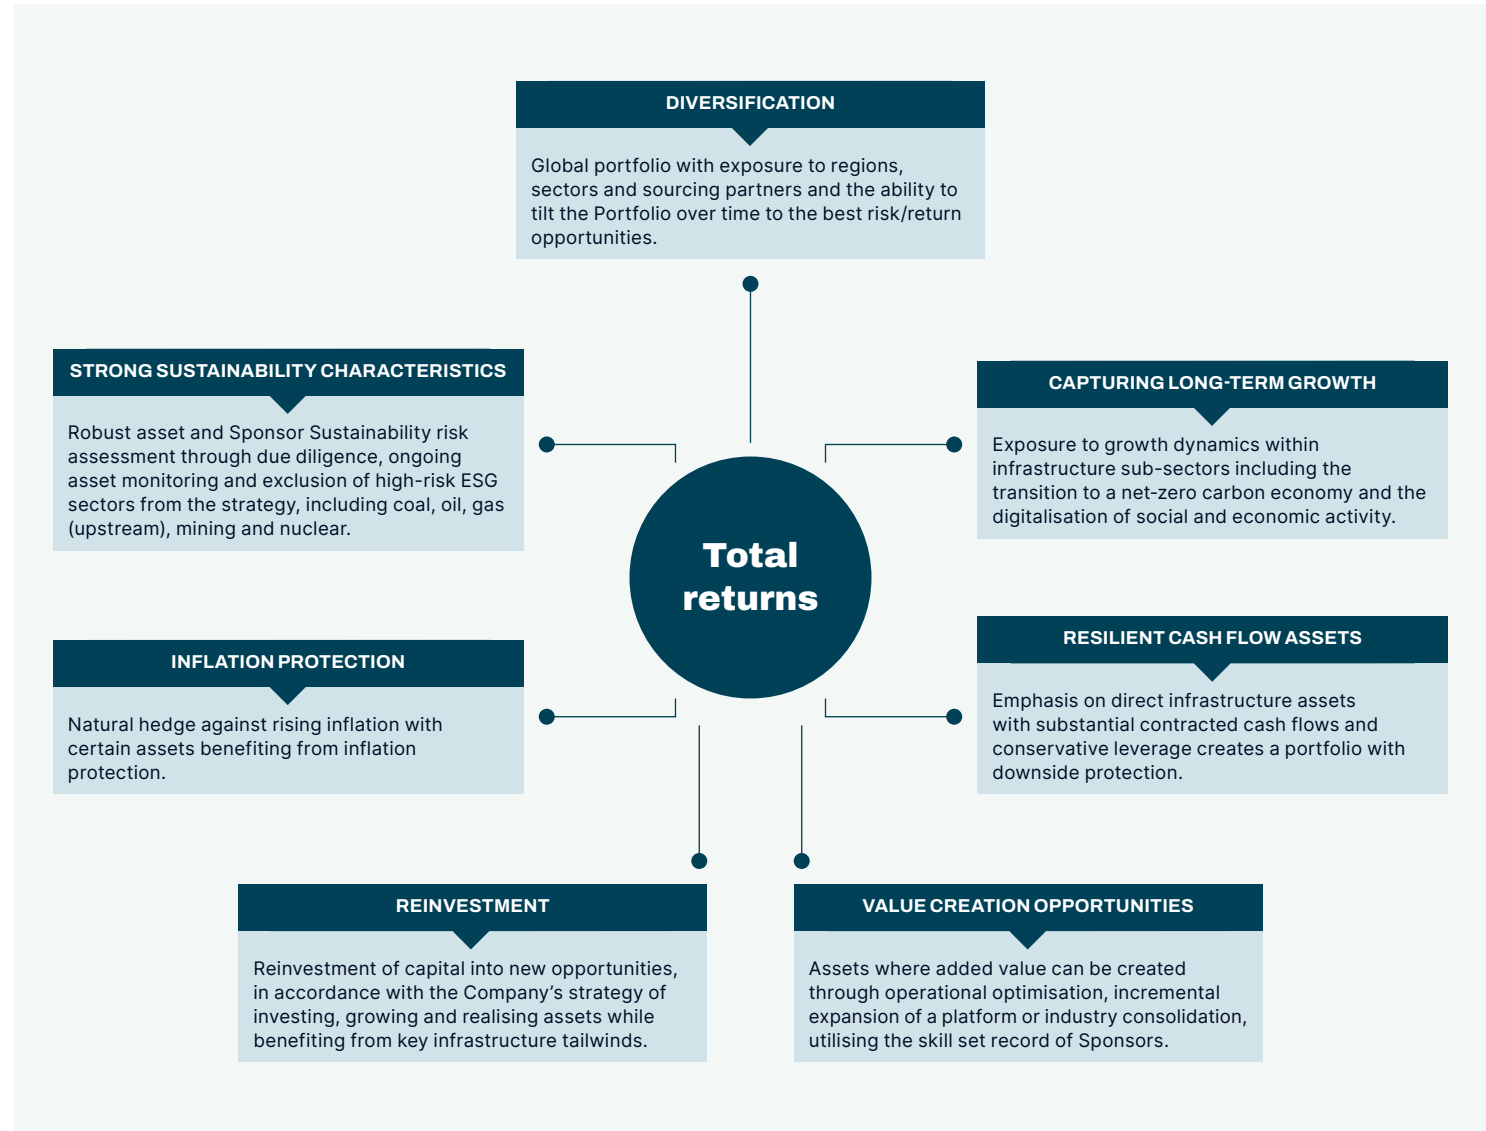 DIVERSIFICATION
Global portfolio with exposure to regions,
sectors and sourcing partners and the ability to
tilt the Portfolio over time to the best risk/return
opportunities.
STRONG SUSTAINABILITY CHARACTERISTICS
Robust asset and Sponsor Sustainability risk
assessment through due diligence, ongoing
asset monitoring and exclusion of high-risk ESG
sectors from the strategy, including coal, oil, gas
(upstream), mining and nuclear.
CAPTURING LONG-TERM GROWTH
Exposure to growth dynamics within
infrastructure sub-sectors including the
transition to a net-zero carbon economy and the
digitalisation of social and economic activity.
Total
returns
INFLATION PROTECTION
Natural hedge against rising inflation with
certain assets benefiting from inflation
protection.
RESILIENT CASH FLOW ASSETS
Emphasis on direct infrastructure assets
with substantial contracted cash flows and
conservative leverage creates a portfolio with
downside protection.
REINVESTMENT
Reinvestment of capital into new opportunities,
in accordance with the Company’s strategy of
investing, growing and realising assets while
benefiting from key infrastructure tailwinds.
VALUE CREATION OPPORTUNITIES
Assets where added value can be created
through operational optimisation, incremental
expansion of a platform or industry consolidation,
utilising the skill set record of Sponsors.